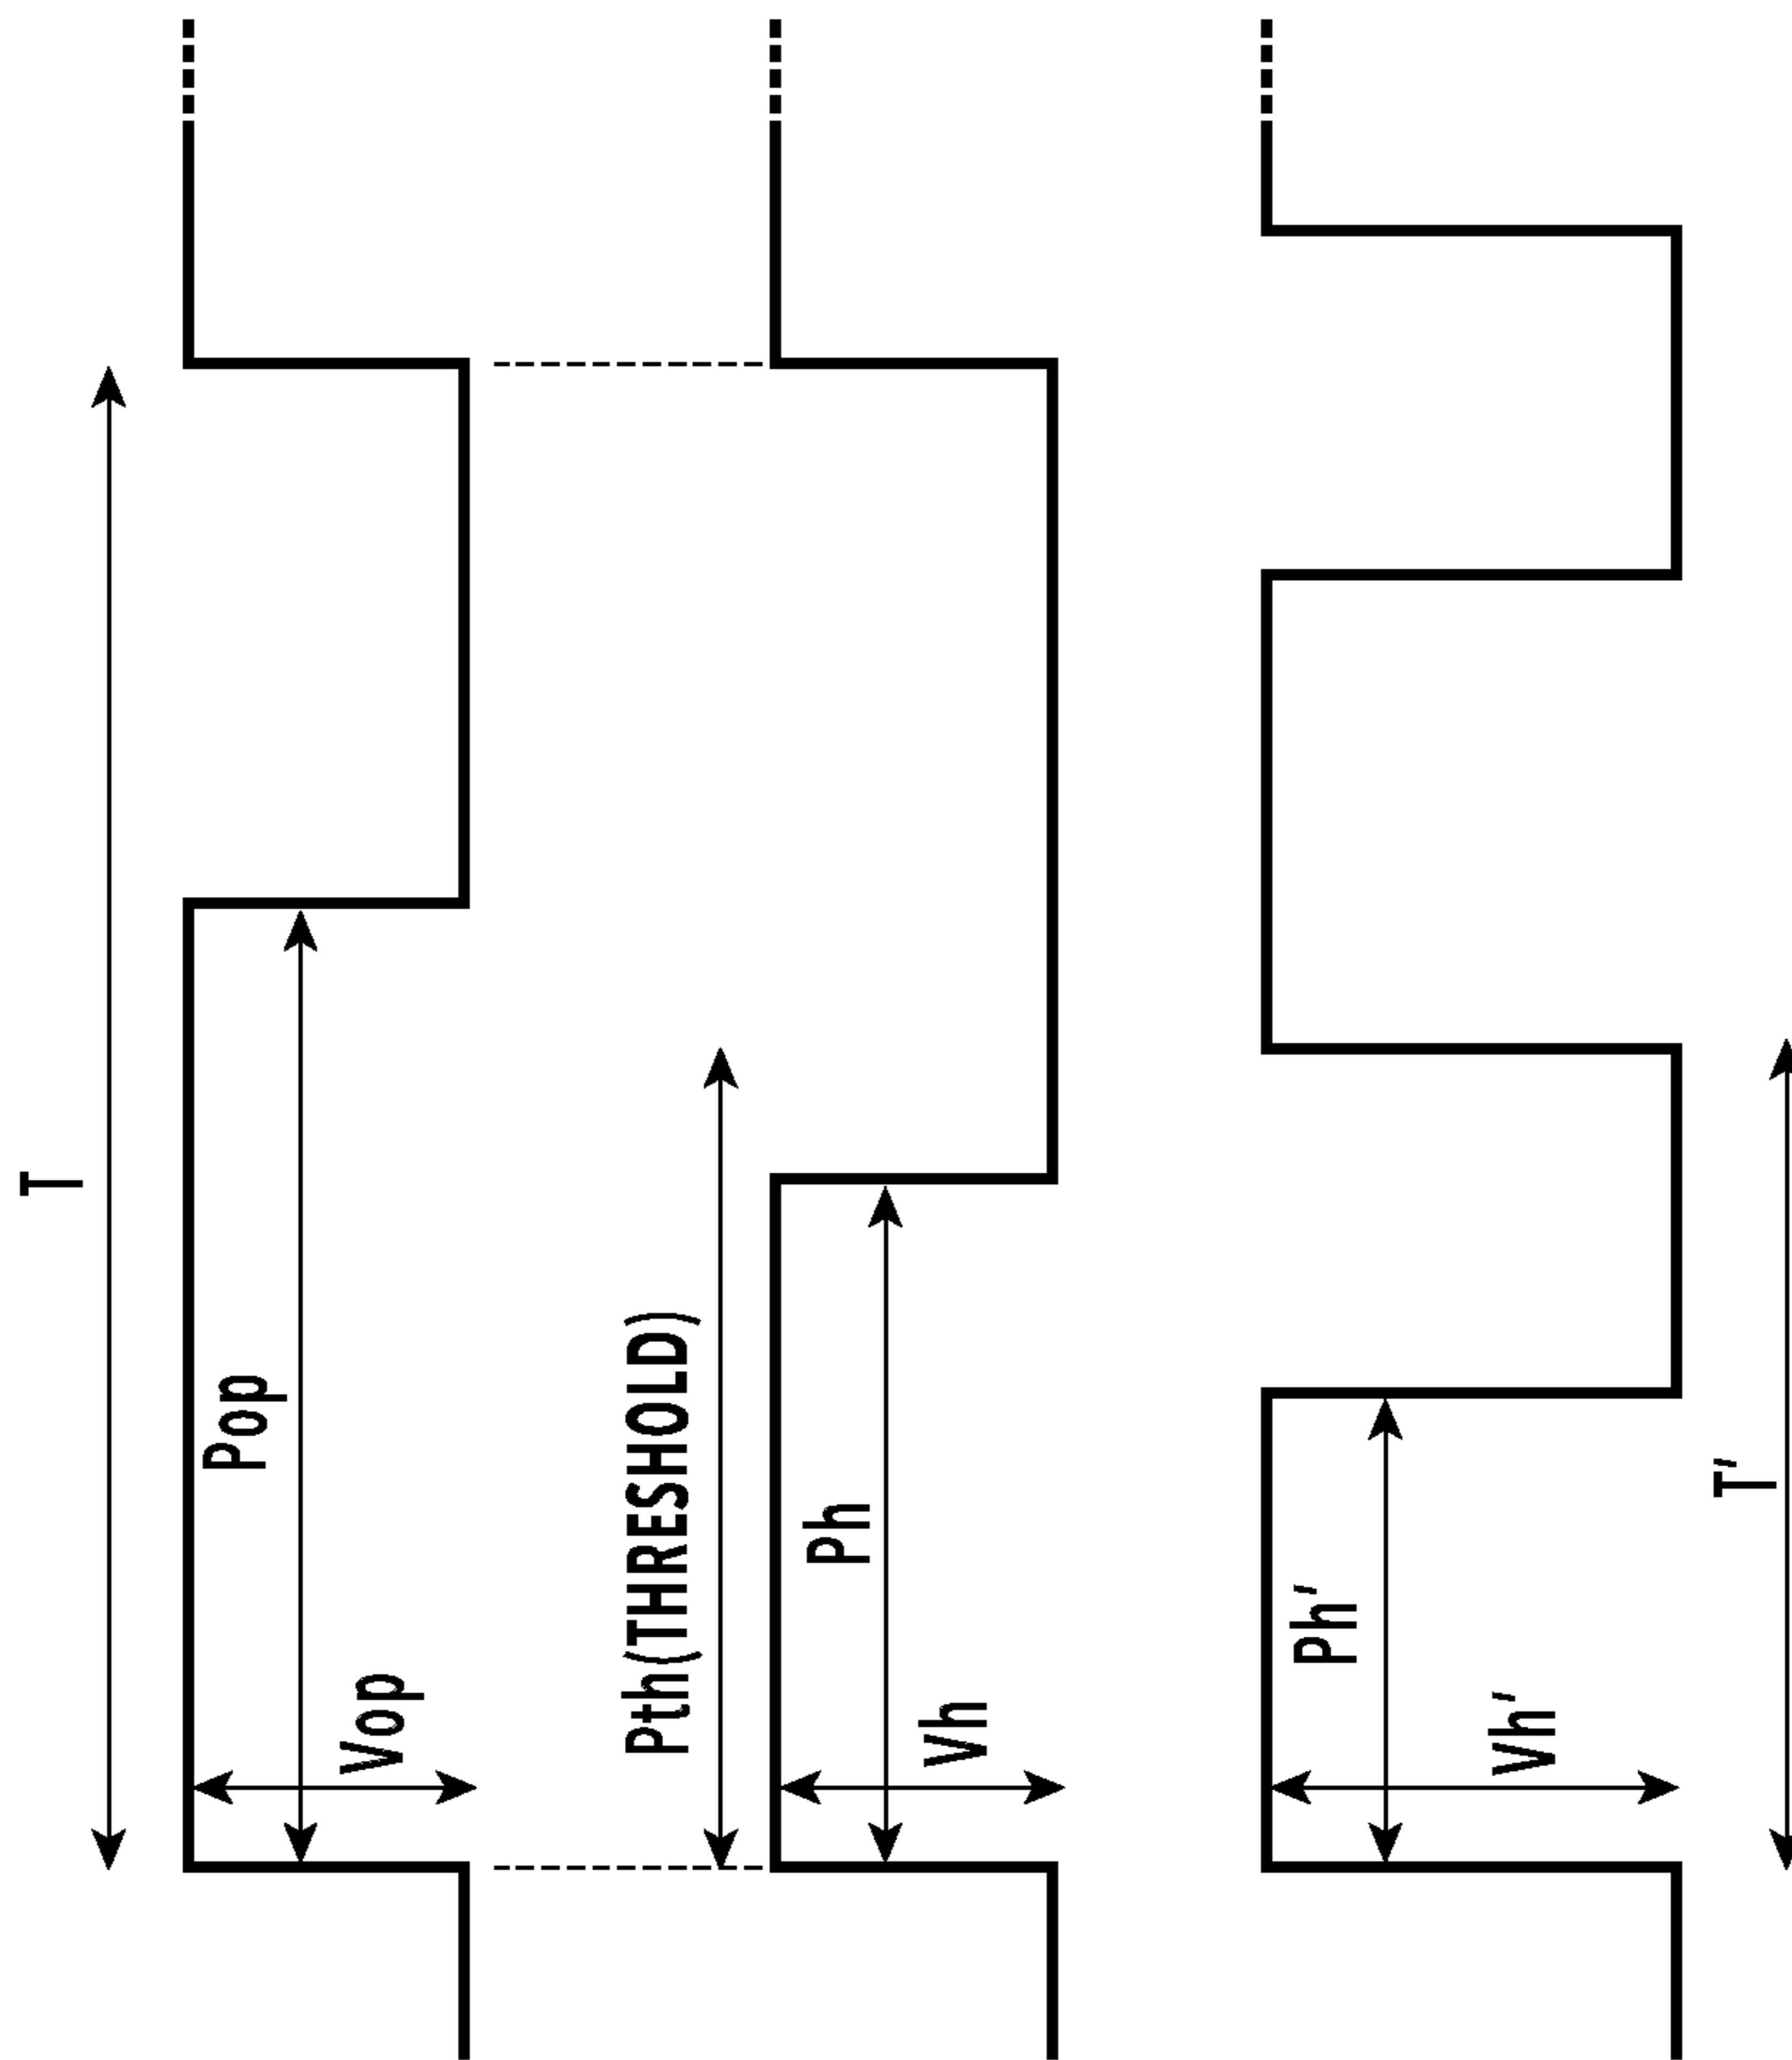 T
Pop
Vop
Pth(THRESHOLD)
Ph
Vh
Ph'
Vh'
T'